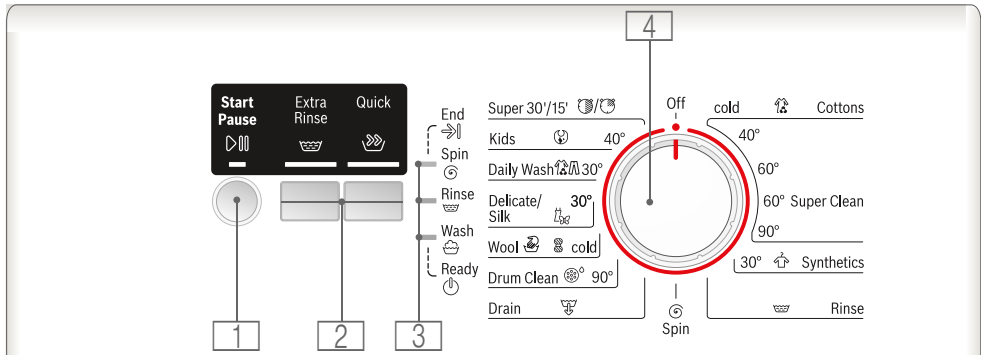 Start
Pause
Extra
Rinse
Quick
End
Spin
Rinse
Wash
Ready
Super 30'/15'
Kids 40°
Daily Wash 30°
Delicate/
Silk 30°
Wool cold
Drum Clean 90°
Drain
Off
Spin
cold Cottons
40°
60°
60° Super Clean
90°
30° Synthetics
Rinse
1
2
3
4